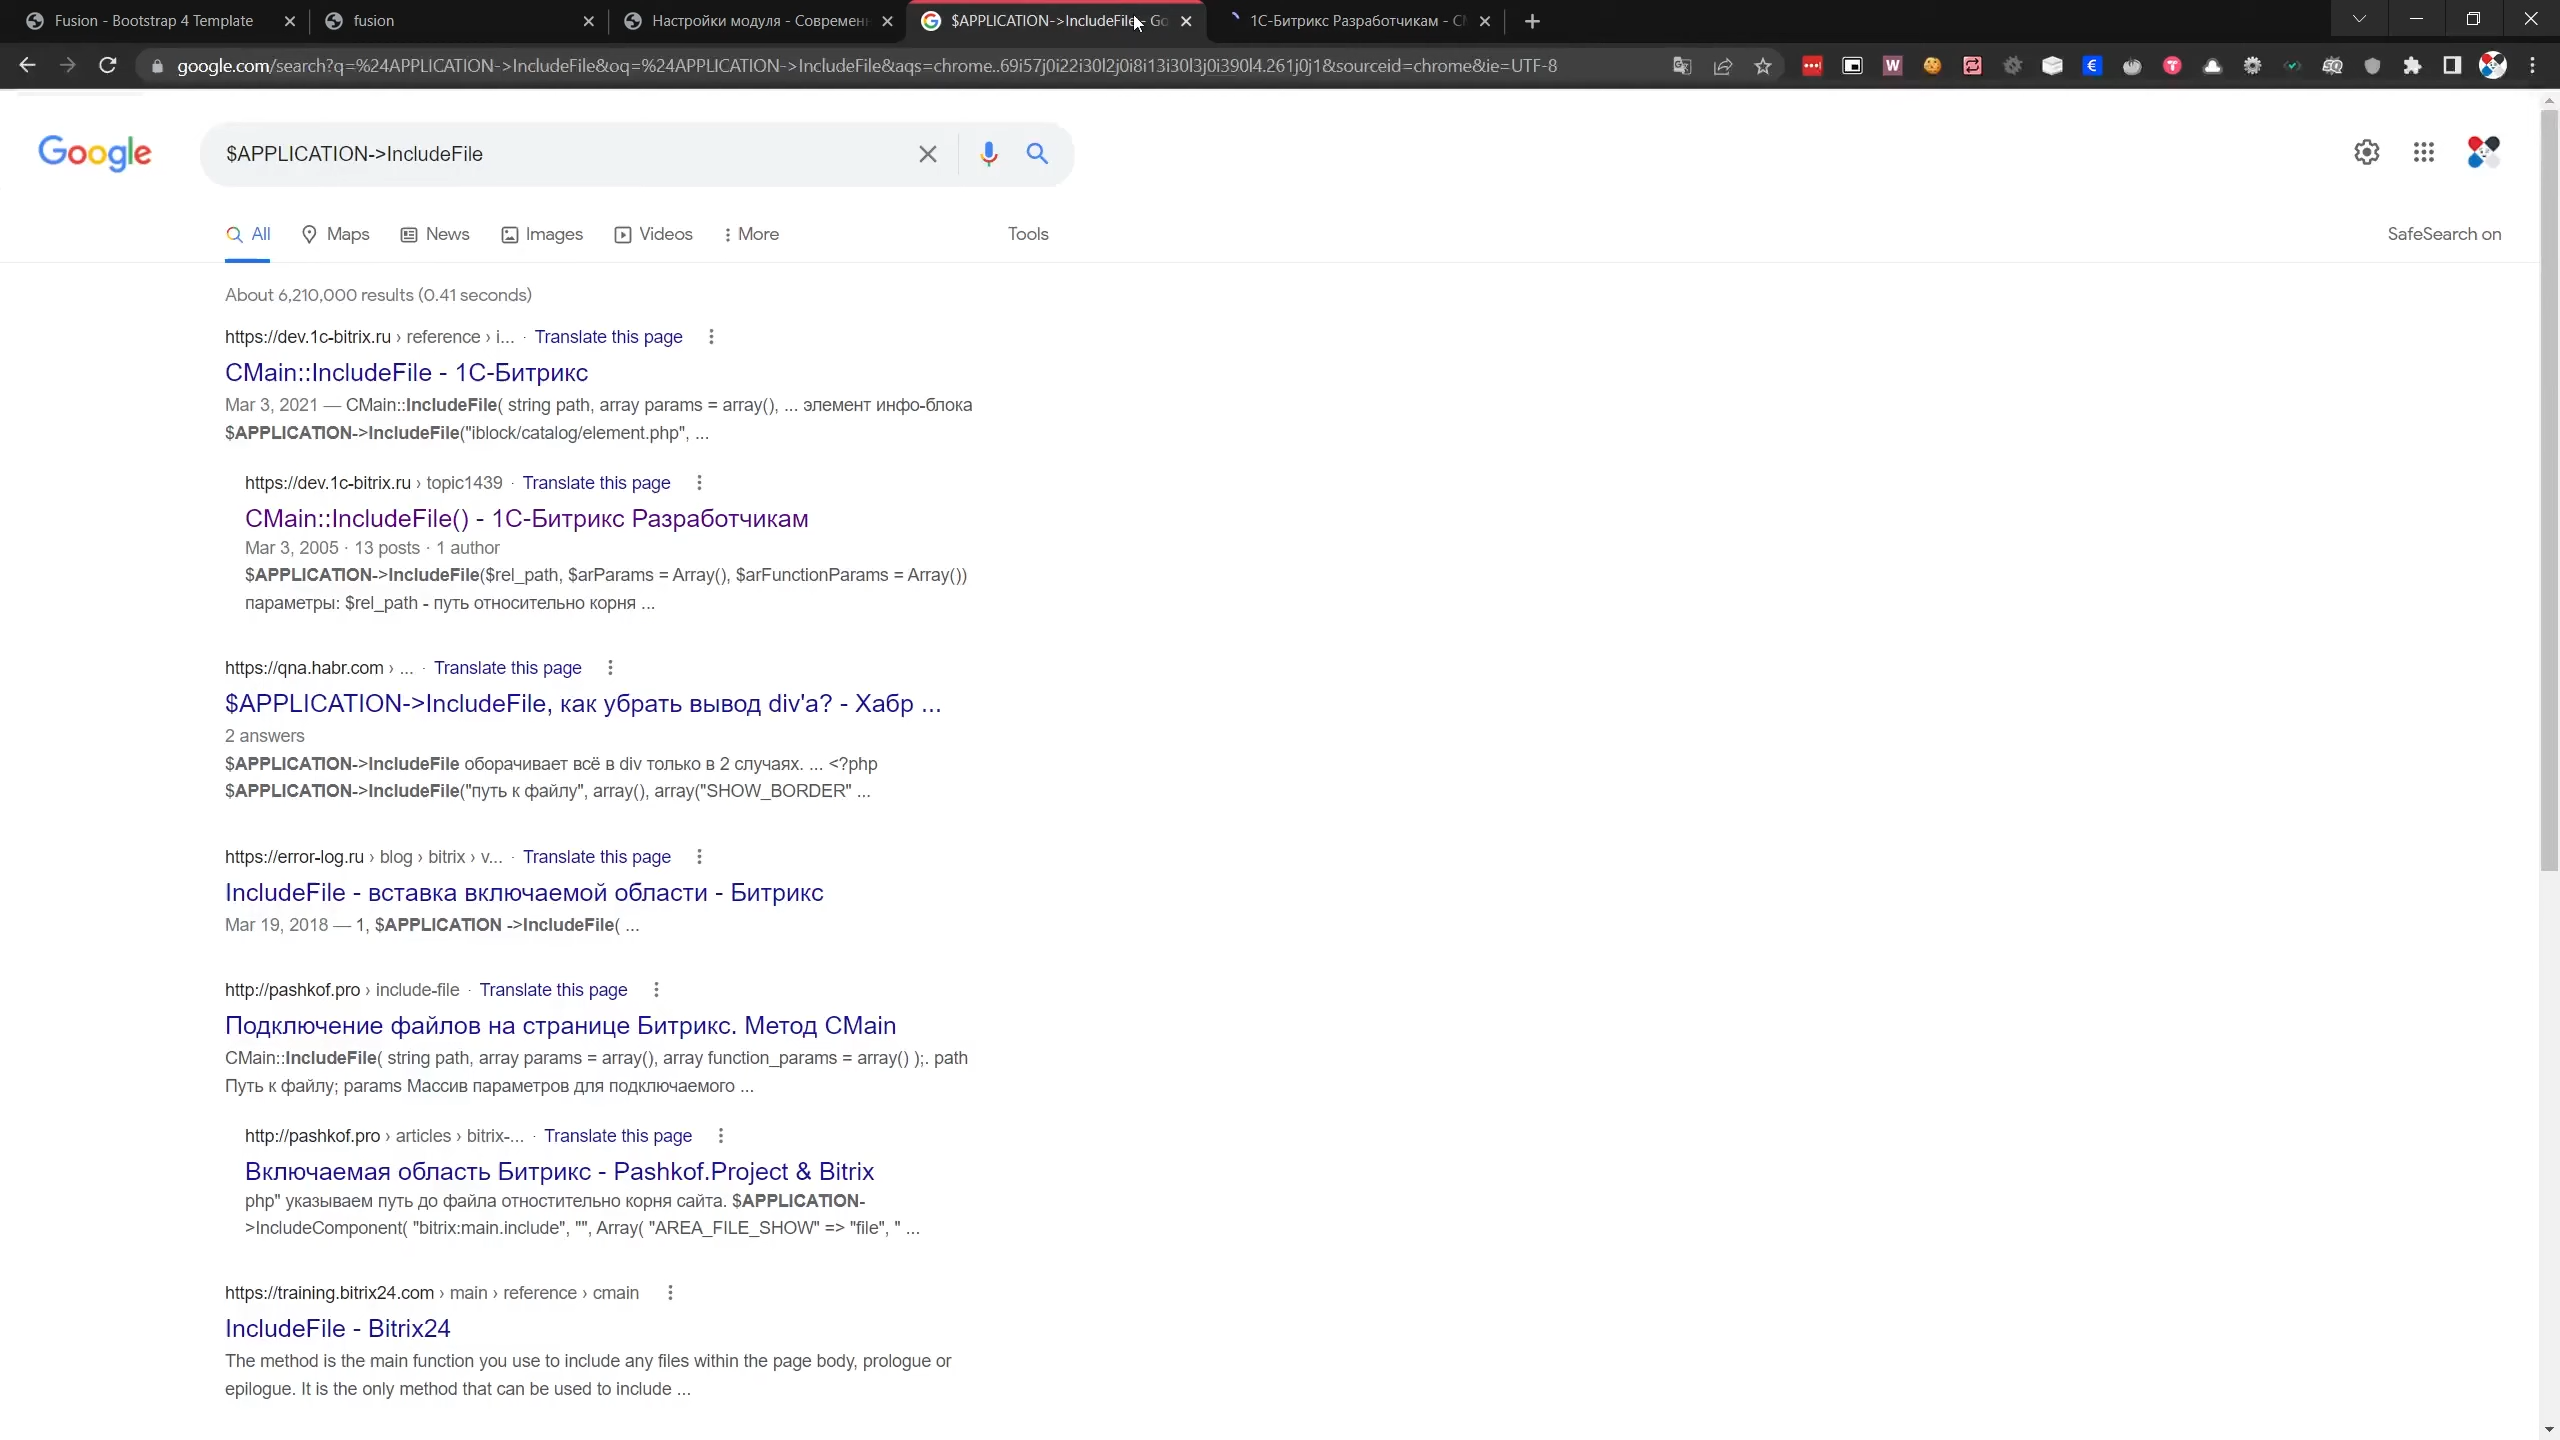 Fusion - Bootstrap 4 Template
fusion
Настройки модуля - Современн
$APPLICATION->IncludeFile - Go
1С-Битрикс Разработчикам - С
google.com/search?q=%24APPLICATION->IncludeFile&oq=%24APPLICATION->IncludeFile&aqs=chrome..69i57j0i22i30l2j0i8i13i30l3j0i390l4.261j0j1&sourceid=chrome&ie=UTF-8
Google
$APPLICATION->IncludeFile
All
Maps
News
Images
Videos
More
Tools
SafeSearch on
About 6,210,000 results (0.41 seconds)
https://dev.1c-bitrix.ru › reference › i... · Translate this page
CMain::IncludeFile - 1С-Битрикс
Mar 3, 2021 — CMain::IncludeFile( string path, array params = array(), ... элемент инфо-блока
$APPLICATION->IncludeFile("iblock/catalog/element.php", ...
https://dev.1c-bitrix.ru › topic1439 · Translate this page
CMain::IncludeFile() - 1С-Битрикс Разработчикам
Mar 3, 2005 · 13 posts · 1 author
$APPLICATION->IncludeFile($rel_path, $arParams = Array(), $arFunctionParams = Array())
параметры: $rel_path - путь относительно корня ...
https://qna.habr.com › ... · Translate this page
$APPLICATION->IncludeFile, как убрать вывод div'а? - Хабр ...
2 answers
$APPLICATION->IncludeFile оборачивает всё в div только в 2 случаях. ... <?php
$APPLICATION->IncludeFile("путь к файлу", array(), array("SHOW_BORDER" ...
https://error-log.ru › blog › bitrix › v... · Translate this page
IncludeFile - вставка включаемой области - Битрикс
Mar 19, 2018 — 1, $APPLICATION ->IncludeFile( ...
http://pashkof.pro › include-file · Translate this page
Подключение файлов на странице Битрикс. Метод CMain
CMain::IncludeFile( string path, array params = array(), array function_params = array() );. path
Путь к файлу; params Массив параметров для подключаемого ...
http://pashkof.pro › articles › bitrix-... · Translate this page
Включаемая область Битрикс - Pashkof.Project & Bitrix
php" указываем путь до файла отностительно корня сайта. $APPLICATION-
>IncludeComponent( "bitrix:main.include", "", Array( "AREA_FILE_SHOW" => "file", " ...
https://training.bitrix24.com › main › reference › cmain
IncludeFile - Bitrix24
The method is the main function you use to include any files within the page body, prologue or
epilogue. It is the only method that can be used to include ...